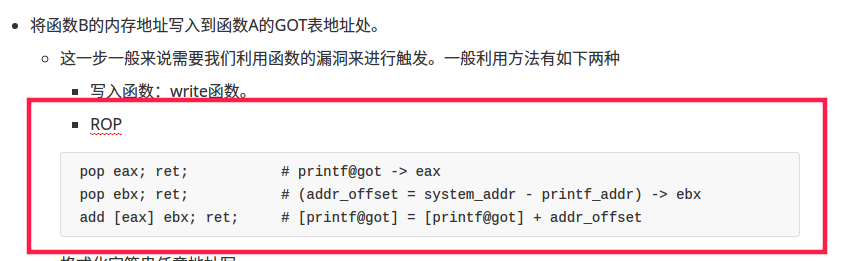 将函数B的内存地址写入到函数A的GOT表地址处。
这一步一般来说需要我们利用函数的漏洞来进行触发。一般利用方法有如下两种
写入函数：write函数。
ROP
pop eax; ret; # printf@got -> eax
pop ebx; ret; # (addr_offset = system_addr - printf_addr) -> ebx
add [eax] ebx; ret; # [printf@got] = [printf@got] + addr_offset